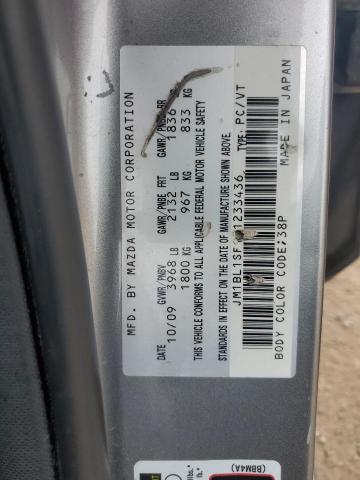 MFD. BY MAZDA MOTOR CORPORATION
DATE GVWR/PNBV GAWR/PNBE FRT GAWR/PNBE RR
10/09 3968 LB 2132 LB 1836 LB
1800 KG 967 KG 833 KG
THIS VEHICLE CONFORMS TO ALL APPLICABLE FEDERAL MOTOR VEHICLE SAFETY
STANDARDS IN EFFECT ON THE DATE OF MANUFACTURE SHOWN ABOVE.
JM1BL1SF 1233436 TYPE: PC/VT
BODY COLOR CODE:38P MADE IN JAPAN
(BBM4A)